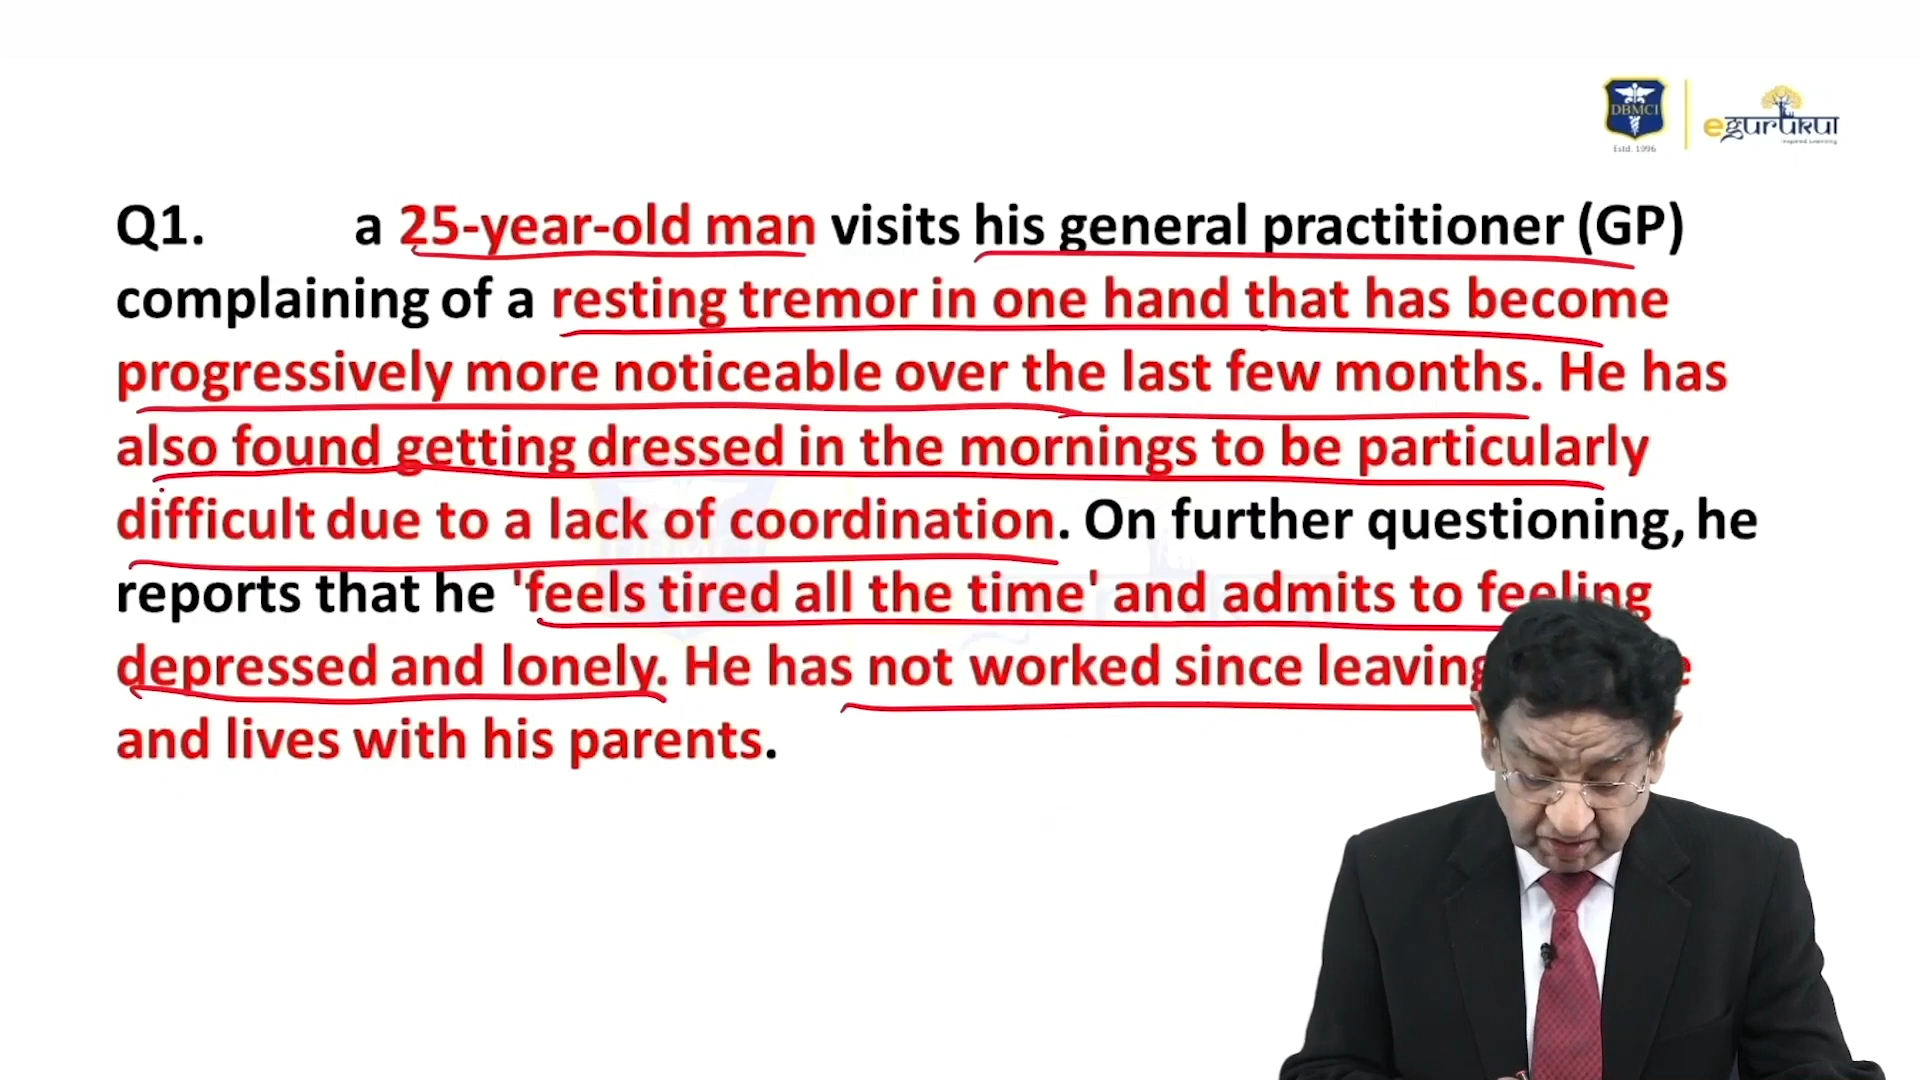 DBMCI
Estd. 1996
egurukul
Inspired Learning
Q1. a 25-year-old man visits his general practitioner (GP)
complaining of a resting tremor in one hand that has become
progressively more noticeable over the last few months. He has
also found getting dressed in the mornings to be particularly
difficult due to a lack of coordination. On further questioning, he
reports that he 'feels tired all the time' and admits to feeling
depressed and lonely. He has not worked since leaving
and lives with his parents.